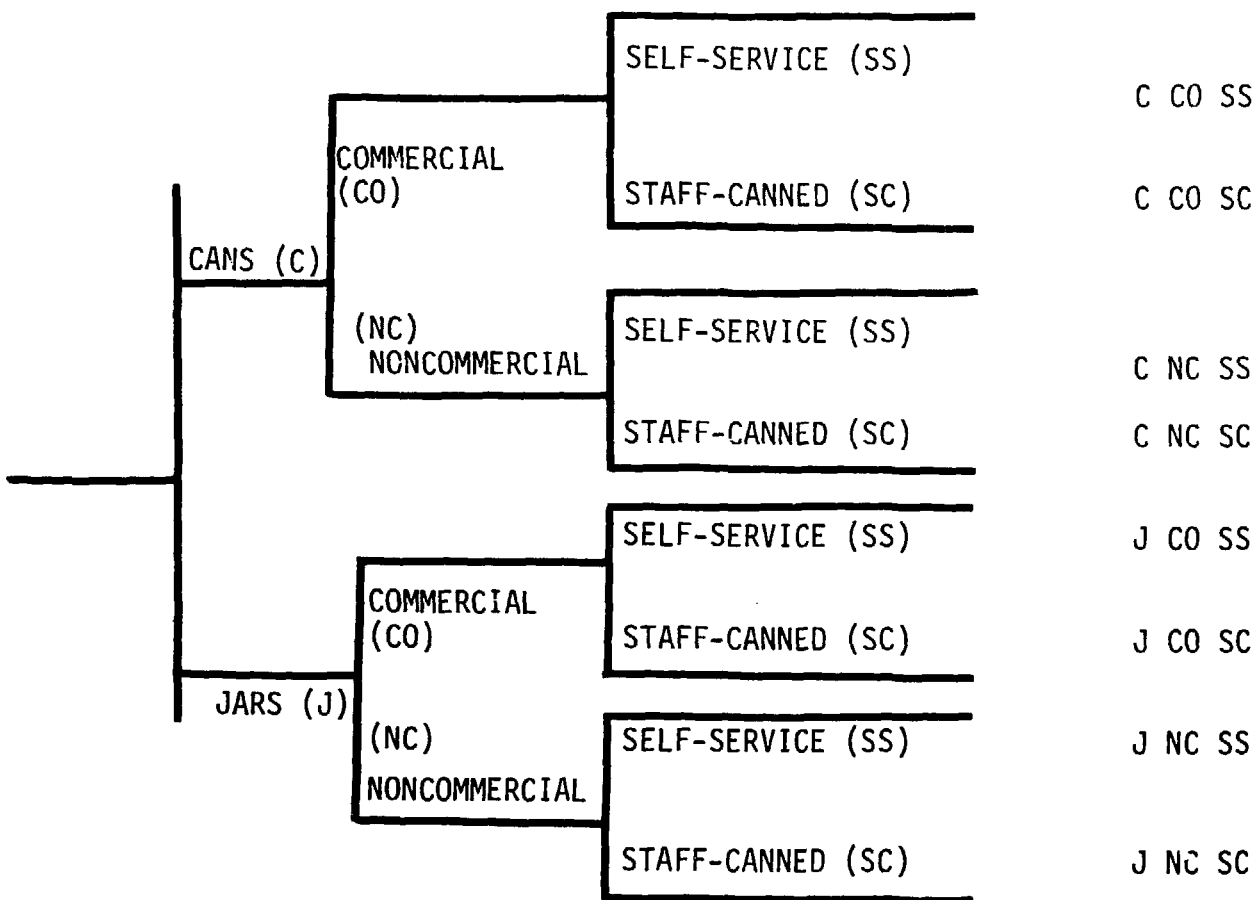 SELF-SERVICE (SS)
C CO SS
COMMERCIAL
(CO)
STAFF-CANNED (SC)
C CO SC
CANS (C)
(NC)
NONCOMMERCIAL
SELF-SERVICE (SS)
C NC SS
STAFF-CANNED (SC)
C NC SC
SELF-SERVICE (SS)
J CO SS
COMMERCIAL
(CO)
STAFF-CANNED (SC)
J CO SC
JARS (J)
(NC)
NONCOMMERCIAL
SELF-SERVICE (SS)
J NC SS
STAFF-CANNED (SC)
J NC SC